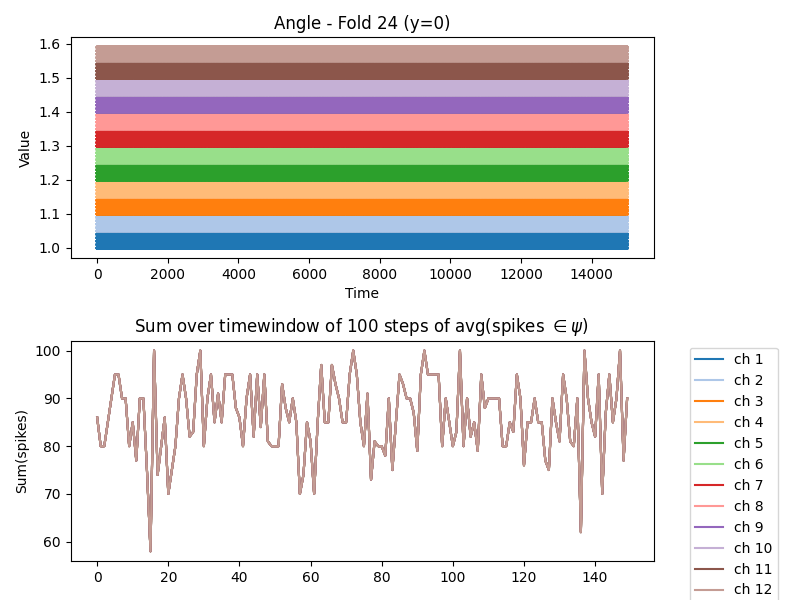 Angle - Fold 24 (y=0)
1.6
1.5
1.4
1.3
1.2
1.1
1.0
Value
0 2000 4000 6000 8000 10000 12000 14000
Time
Sum over timewindow of 100 steps of avg(spikes ∈ ψ)
100
90
80
70
60
Sum(spikes)
0 20 40 60 80 100 120 140
ch 1
ch 2
ch 3
ch 4
ch 5
ch 6
ch 7
ch 8
ch 9
ch 10
ch 11
ch 12